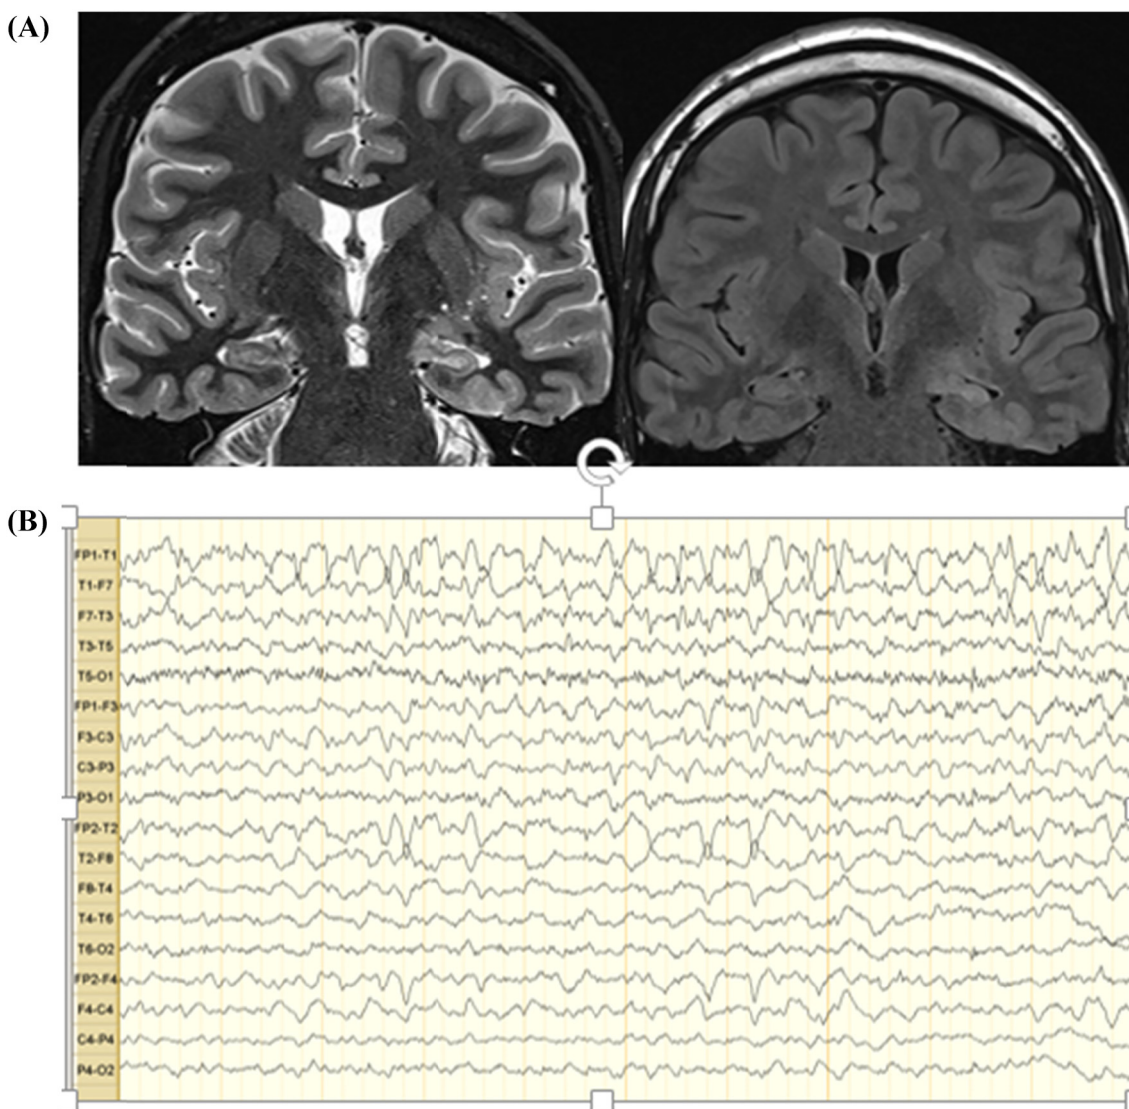 (A)
(B)
FP1-T1
T1-F7
F7-T3
T3-T5
T5-O1
FP1-F3
F3-C3
C3-P3
P3-O1
FP2-T2
T2-F8
F8-T4
T4-T6
T6-O2
FP2-F4
F4-C4
C4-P4
P4-O2